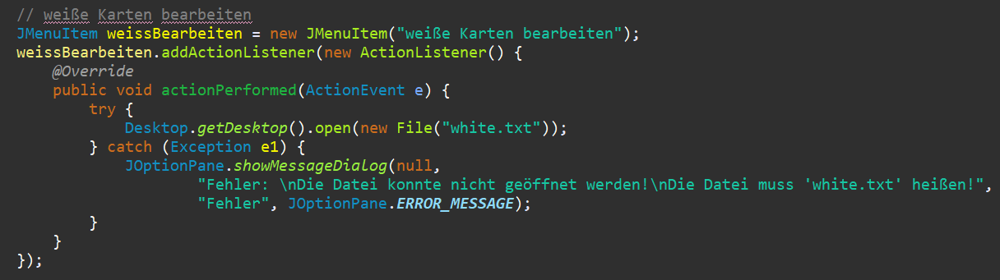 // weiße Karten bearbeiten
JMenuItem weissBearbeiten = new JMenuItem("weiße Karten bearbeiten");
weissBearbeiten.addActionListener(new ActionListener() {
    @Override
    public void actionPerformed(ActionEvent e) {
        try {
            Desktop.getDesktop().open(new File("white.txt"));
        } catch (Exception e1) {
            JOptionPane.showMessageDialog(null,
                    "Fehler: \nDie Datei konnte nicht geöffnet werden!\nDie Datei muss 'white.txt' heißen!",
                    "Fehler", JOptionPane.ERROR_MESSAGE);
        }
    }
});